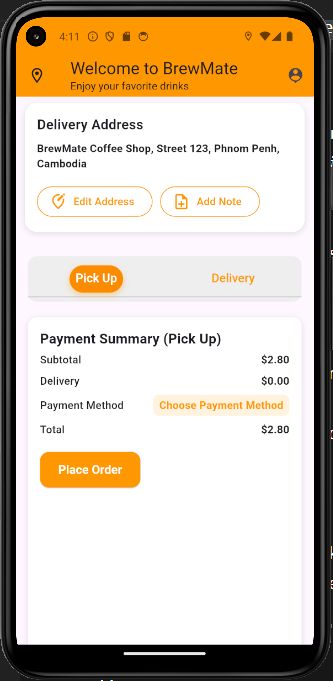 4:11
Welcome to BrewMate
Enjoy your favorite drinks
Delivery Address
BrewMate Coffee Shop, Street 123, Phnom Penh,
Cambodia
Edit Address
Add Note
Pick Up
Delivery
Payment Summary (Pick Up)
Subtotal $2.80
Delivery $0.00
Payment Method Choose Payment Method
Total $2.80
Place Order